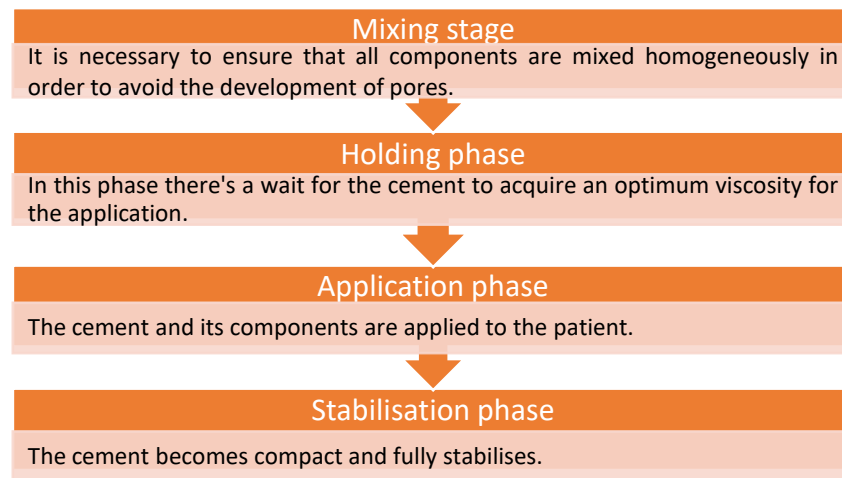 Mixing stage
It is necessary to ensure that all components are mixed homogeneously in
order to avoid the development of pores.
Holding phase
In this phase there's a wait for the cement to acquire an optimum viscosity for
the application.
Application phase
The cement and its components are applied to the patient.
Stabilisation phase
The cement becomes compact and fully stabilises.